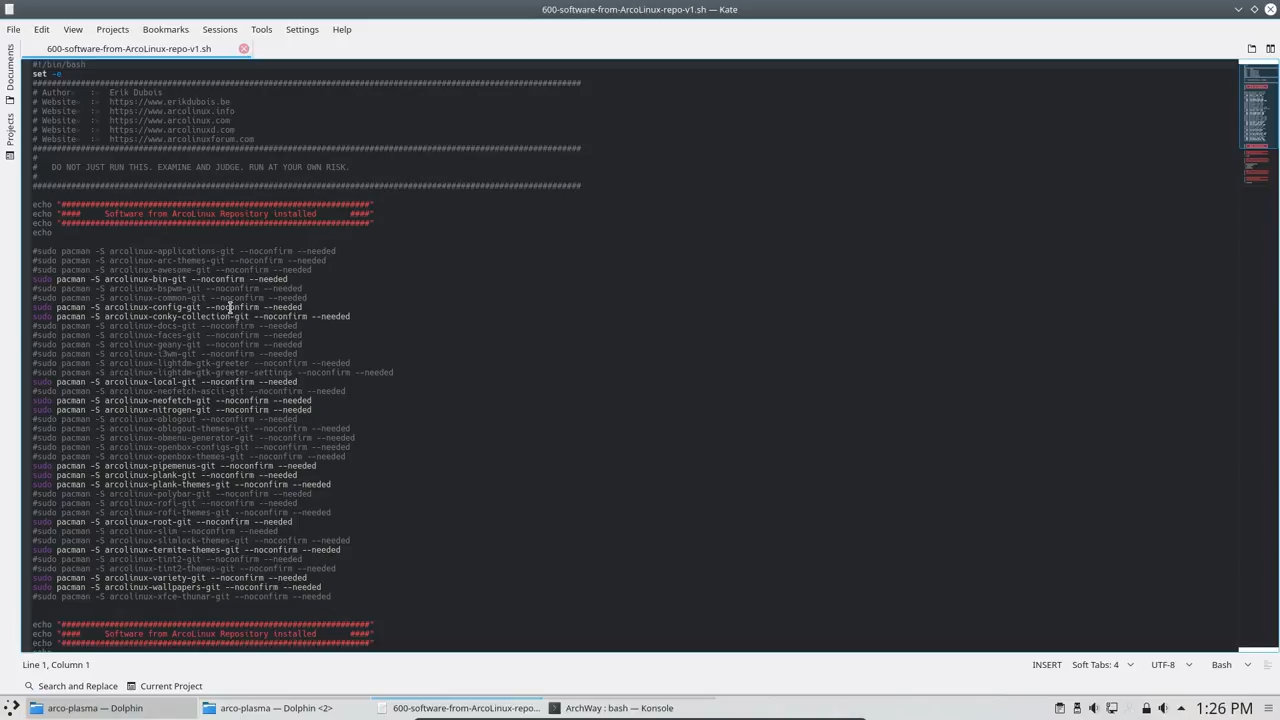 600-software-from-ArcoLinux-repo-v1.sh — Kate
File Edit View Projects Bookmarks Sessions Tools Settings Help
600-software-from-ArcoLinux-repo-v1.sh
Documents
Projects
#!/bin/bash
set -e
##################################################################################################################
# Author : Erik Dubois
# Website : https://www.erikdubois.be
# Website : https://www.arcolinux.info
# Website : https://www.arcolinux.com
# Website : https://www.arcolinuxd.com
# Website : https://www.arcolinuxforum.com
##################################################################################################################
#
# DO NOT JUST RUN THIS. EXAMINE AND JUDGE. RUN AT YOUR OWN RISK.
#
##################################################################################################################
echo "################################################################"
echo "#### Software from ArcoLinux Repository installed ####"
echo "################################################################"
echo
#sudo pacman -S arcolinux-applications-git --noconfirm --needed
#sudo pacman -S arcolinux-arc-themes-git --noconfirm --needed
#sudo pacman -S arcolinux-awesome-git --noconfirm --needed
sudo pacman -S arcolinux-bin-git --noconfirm --needed
#sudo pacman -S arcolinux-bspwm-git --noconfirm --needed
#sudo pacman -S arcolinux-common-git --noconfirm --needed
sudo pacman -S arcolinux-config-git --noconfirm --needed
sudo pacman -S arcolinux-conky-collection-git --noconfirm --needed
#sudo pacman -S arcolinux-docs-git --noconfirm --needed
#sudo pacman -S arcolinux-faces-git --noconfirm --needed
#sudo pacman -S arcolinux-geany-git --noconfirm --needed
#sudo pacman -S arcolinux-i3wm-git --noconfirm --needed
#sudo pacman -S arcolinux-lightdm-gtk-greeter --noconfirm --needed
#sudo pacman -S arcolinux-lightdm-gtk-greeter-settings --noconfirm --needed
sudo pacman -S arcolinux-local-git --noconfirm --needed
#sudo pacman -S arcolinux-neofetch-ascii-git --noconfirm --needed
sudo pacman -S arcolinux-neofetch-git --noconfirm --needed
sudo pacman -S arcolinux-nitrogen-git --noconfirm --needed
#sudo pacman -S arcolinux-oblogout --noconfirm --needed
#sudo pacman -S arcolinux-oblogout-themes-git --noconfirm --needed
#sudo pacman -S arcolinux-obmenu-generator-git --noconfirm --needed
#sudo pacman -S arcolinux-openbox-configs-git --noconfirm --needed
#sudo pacman -S arcolinux-openbox-themes-git --noconfirm --needed
sudo pacman -S arcolinux-pipemenus-git --noconfirm --needed
sudo pacman -S arcolinux-plank-git --noconfirm --needed
sudo pacman -S arcolinux-plank-themes-git --noconfirm --needed
#sudo pacman -S arcolinux-polybar-git --noconfirm --needed
#sudo pacman -S arcolinux-rofi-git --noconfirm --needed
#sudo pacman -S arcolinux-rofi-themes-git --noconfirm --needed
sudo pacman -S arcolinux-root-git --noconfirm --needed
#sudo pacman -S arcolinux-slim --noconfirm --needed
#sudo pacman -S arcolinux-slimlock-themes-git --noconfirm --needed
sudo pacman -S arcolinux-termite-themes-git --noconfirm --needed
#sudo pacman -S arcolinux-tint2-git --noconfirm --needed
#sudo pacman -S arcolinux-tint2-themes-git --noconfirm --needed
sudo pacman -S arcolinux-variety-git --noconfirm --needed
sudo pacman -S arcolinux-wallpapers-git --noconfirm --needed
#sudo pacman -S arcolinux-xfce-thunar-git --noconfirm --needed
echo "################################################################"
echo "#### Software from ArcoLinux Repository installed ####"
echo "################################################################"
Line 1, Column 1 INSERT Soft Tabs: 4 UTF-8 Bash
Search and Replace Current Project
arco-plasma — Dolphin arco-plasma — Dolphin <2> 600-software-from-ArcoLinux-repo... ArchWay : bash — Konsole 1:26 PM